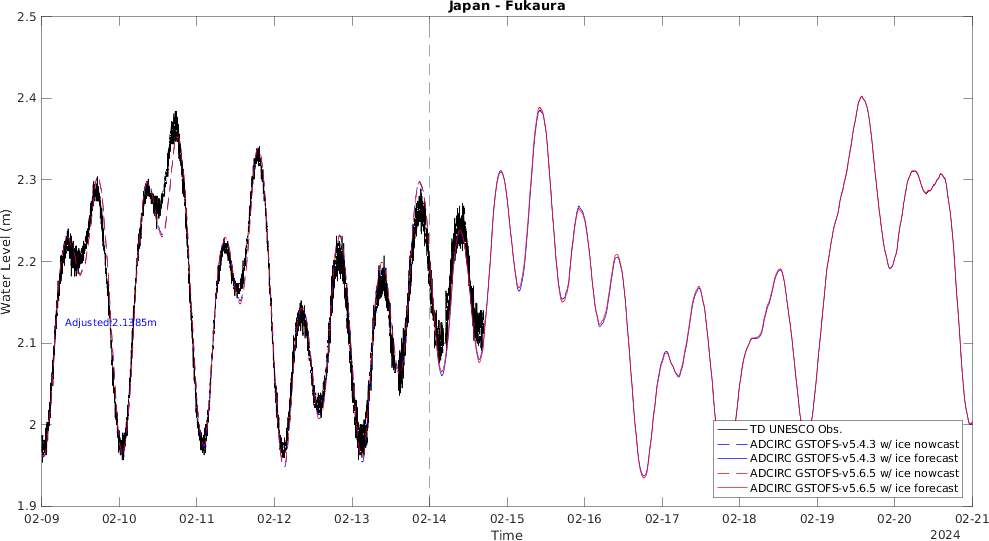 Japan - Fukaura
2.5
2.4
2.3
2.2
2.1
2
1.9
Water Level (m)
Adjusted 2.1385m
TD UNESCO Obs.
ADCIRC GSTOFS-v5.4.3 w/ ice nowcast
ADCIRC GSTOFS-v5.4.3 w/ ice forecast
ADCIRC GSTOFS-v5.6.5 w/ ice nowcast
ADCIRC GSTOFS-v5.6.5 w/ ice forecast
02-09 02-10 02-11 02-12 02-13 02-14 02-15 02-16 02-17 02-18 02-19 02-20 02-21
Time
2024